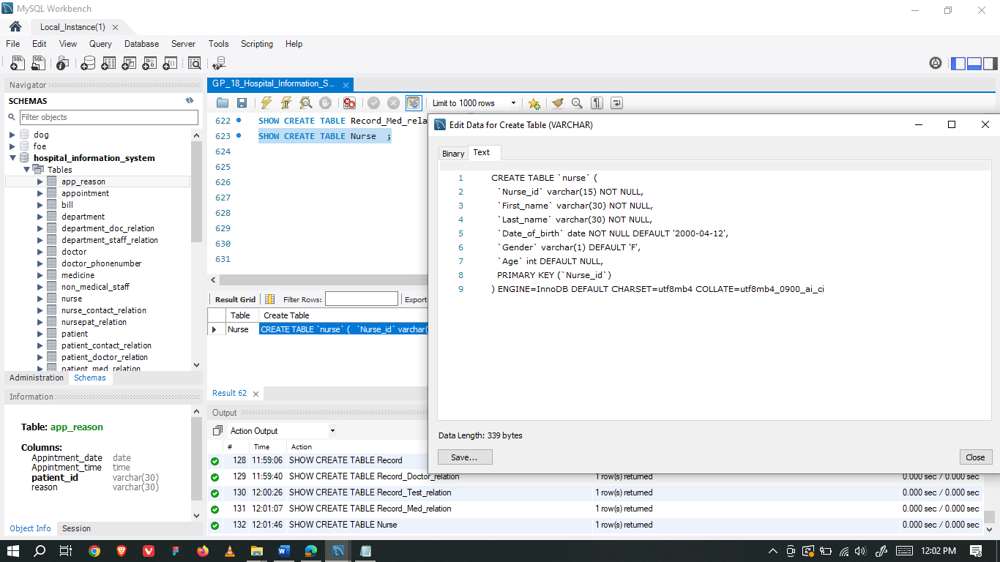 MySQL Workbench
Local_Instance(1)
File Edit View Query Database Server Tools Scripting Help
Navigator
SCHEMAS
Filter objects
dog
foe
hospital_information_system
Tables
app_reason
appointment
bill
department
department_doc_relation
department_staff_relation
doctor
doctor_phonenumber
medicine
non_medical_staff
nurse
nurse_contact_relation
nursepat_relation
patient
patient_contact_relation
patient_doctor_relation
patient_med_relation
Administration Schemas
Information
Table: app_reason
Columns:
Appintment_date date
Appintment_time time
patient_id varchar(30)
reason varchar(30)
Object Info Session
GP_18_Hospital_Information_S...
Limit to 1000 rows
622 SHOW CREATE TABLE Record_Med_rela
623 SHOW CREATE TABLE Nurse ;
624
625
626
627
628
629
630
631
Result Grid Filter Rows: Export
Table Create Table
Nurse CREATE TABLE `nurse` ( `Nurse_id` varchar(
Result 62
Output
Action Output
# Time Action
128 11:59:06 SHOW CREATE TABLE Record
129 11:59:40 SHOW CREATE TABLE Record_Doctor_relation 1 row(s) returned 0.000 sec / 0.000 sec
130 12:00:26 SHOW CREATE TABLE Record_Test_relation 1 row(s) returned 0.000 sec / 0.000 sec
131 12:01:07 SHOW CREATE TABLE Record_Med_relation 1 row(s) returned 0.000 sec / 0.000 sec
132 12:01:46 SHOW CREATE TABLE Nurse 1 row(s) returned 0.000 sec / 0.000 sec
Edit Data for Create Table (VARCHAR)
Binary Text
1 CREATE TABLE `nurse` (
2 `Nurse_id` varchar(15) NOT NULL,
3 `First_name` varchar(30) NOT NULL,
4 `Last_name` varchar(30) NOT NULL,
5 `Date_of_birth` date NOT NULL DEFAULT '2000-04-12',
6 `Gender` varchar(1) DEFAULT 'F',
7 `Age` int DEFAULT NULL,
8 PRIMARY KEY (`Nurse_id`)
9 ) ENGINE=InnoDB DEFAULT CHARSET=utf8mb4 COLLATE=utf8mb4_0900_ai_ci
Data Length: 339 bytes
Save... Close
12:02 PM